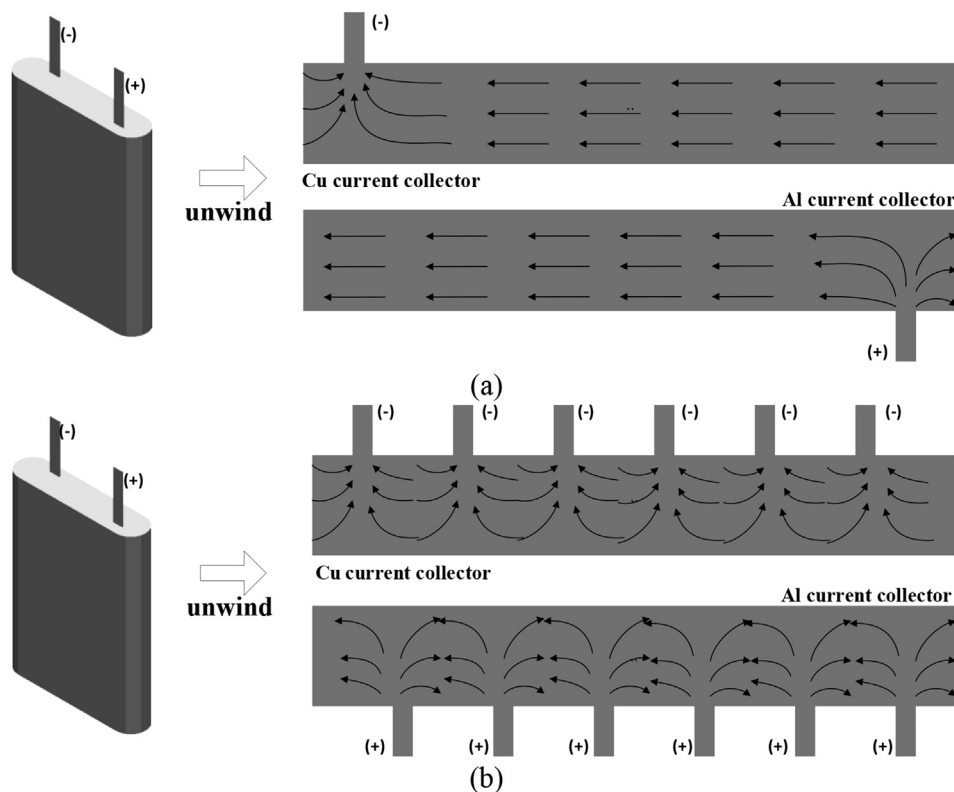 (-)
(-)
(+)
Cu current collector
unwind
Al current collector
(+)
(a)
(-) (-) (-) (-) (-) (-)
(-)
(+)
Cu current collector
unwind
Al current collector
(+) (+) (+) (+) (+) (+)
(b)